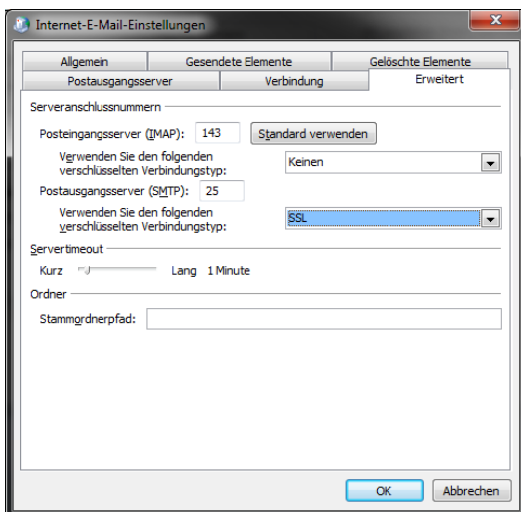 Internet-E-Mail-Einstellungen
Allgemein Gesendete Elemente Gelöschte Elemente
Postausgangsserver Verbindung Erweitert
Serveranschlussnummern
Posteingangsserver (IMAP): 143 Standard verwenden
Verwenden Sie den folgenden
verschlüsselten Verbindungstyp: Keinen
Postausgangsserver (SMTP): 25
Verwenden Sie den folgenden
verschlüsselten Verbindungstyp: SSL
Servertimeout
Kurz Lang 1 Minute
Ordner
Stammordnerpfad:
OK Abbrechen